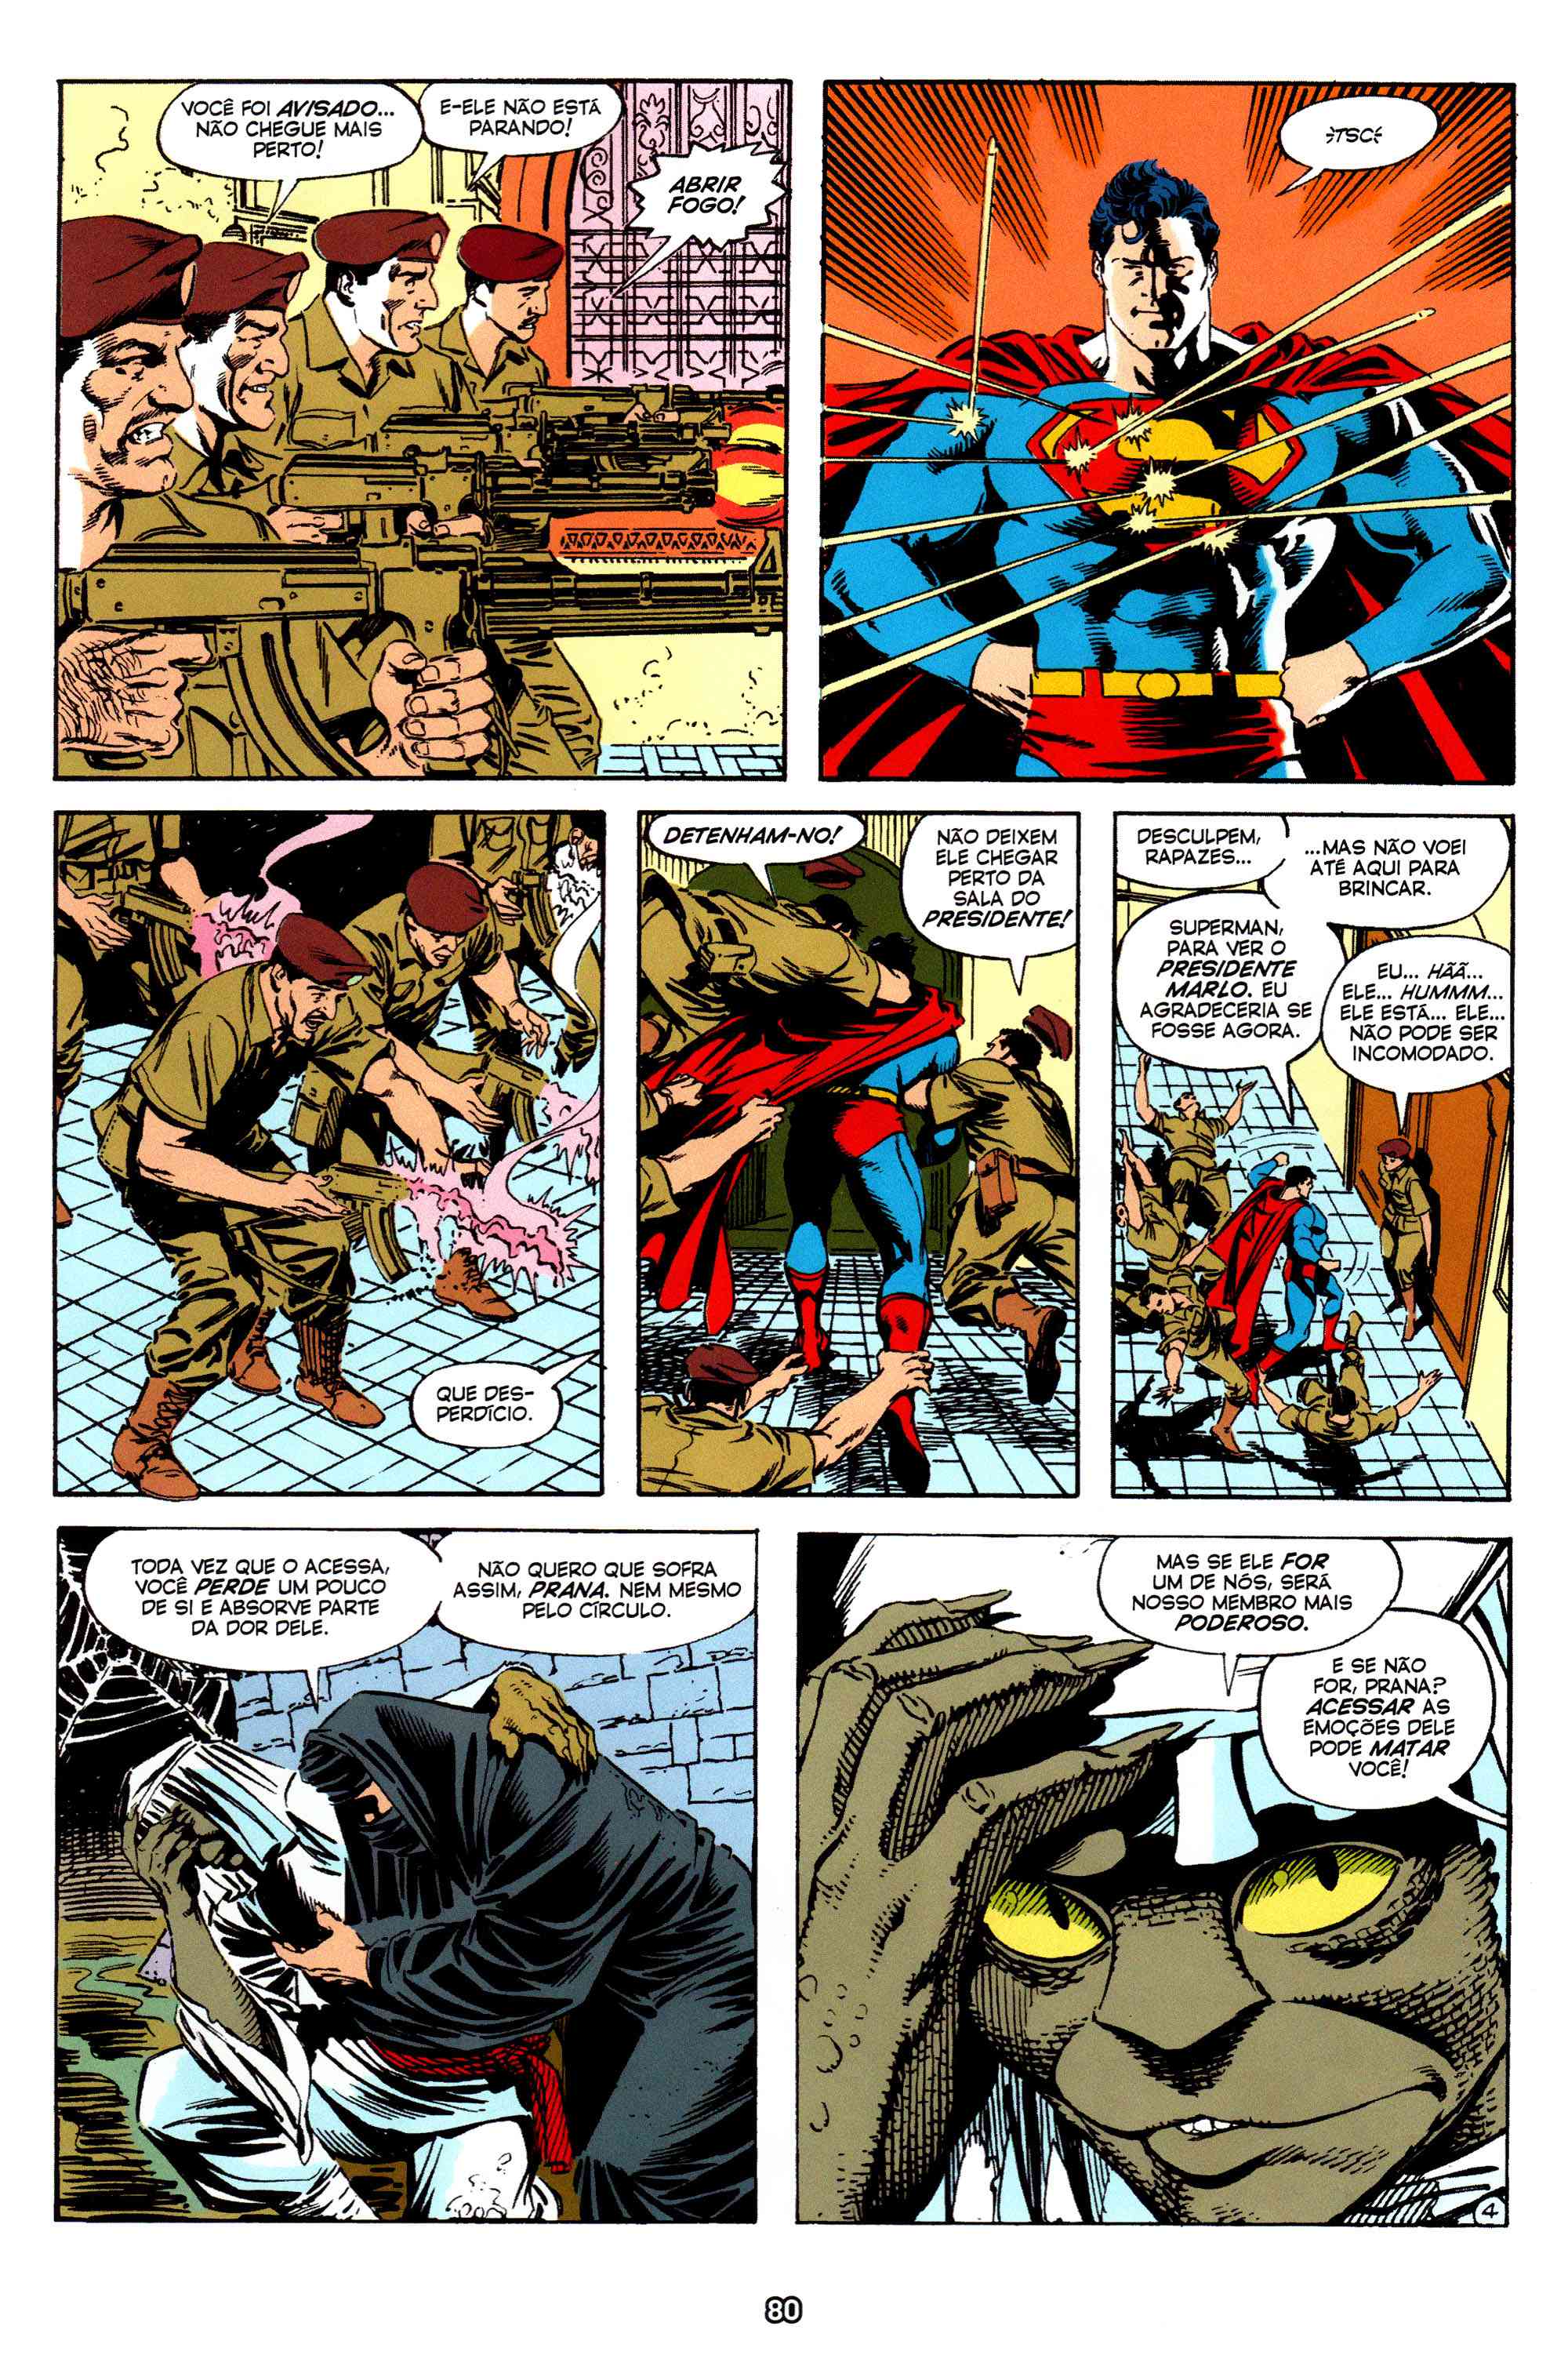 VOCÊ FOI AVISADO...
NÃO CHEGUE MAIS
PERTO!
E-ELE NÃO ESTÁ
PARANDO!
ABRIR
FOGO!
TSC
DETENHAM-NO!
NÃO DEIXEM
ELE CHEGAR
PERTO DA
SALA DO
PRESIDENTE!
QUE DES-
PERDÍCIO.
DESCULPEM,
RAPAZES...
...MAS NÃO VOEI
ATÉ AQUI PARA
BRINCAR.
SUPERMAN,
PARA VER O
PRESIDENTE
MARLO. EU
AGRADECERIA SE
FOSSE AGORA.
EU... HÃÃ...
ELE... HUMMM...
ELE ESTÁ... ELE...
NÃO PODE SER
INCOMODADO.
TODA VEZ QUE O ACESSA,
VOCÊ PERDE UM POUCO
DE SI E ABSORVE PARTE
DA DOR DELE.
NÃO QUERO QUE SOFRA
ASSIM, PRANA. NEM MESMO
PELO CÍRCULO.
MAS SE ELE FOR
UM DE NÓS, SERÁ
NOSSO MEMBRO MAIS
PODEROSO.
E SE NÃO
FOR, PRANA?
ACESSAR AS
EMOÇÕES DELE
PODE MATAR
VOCÊ!
4
80